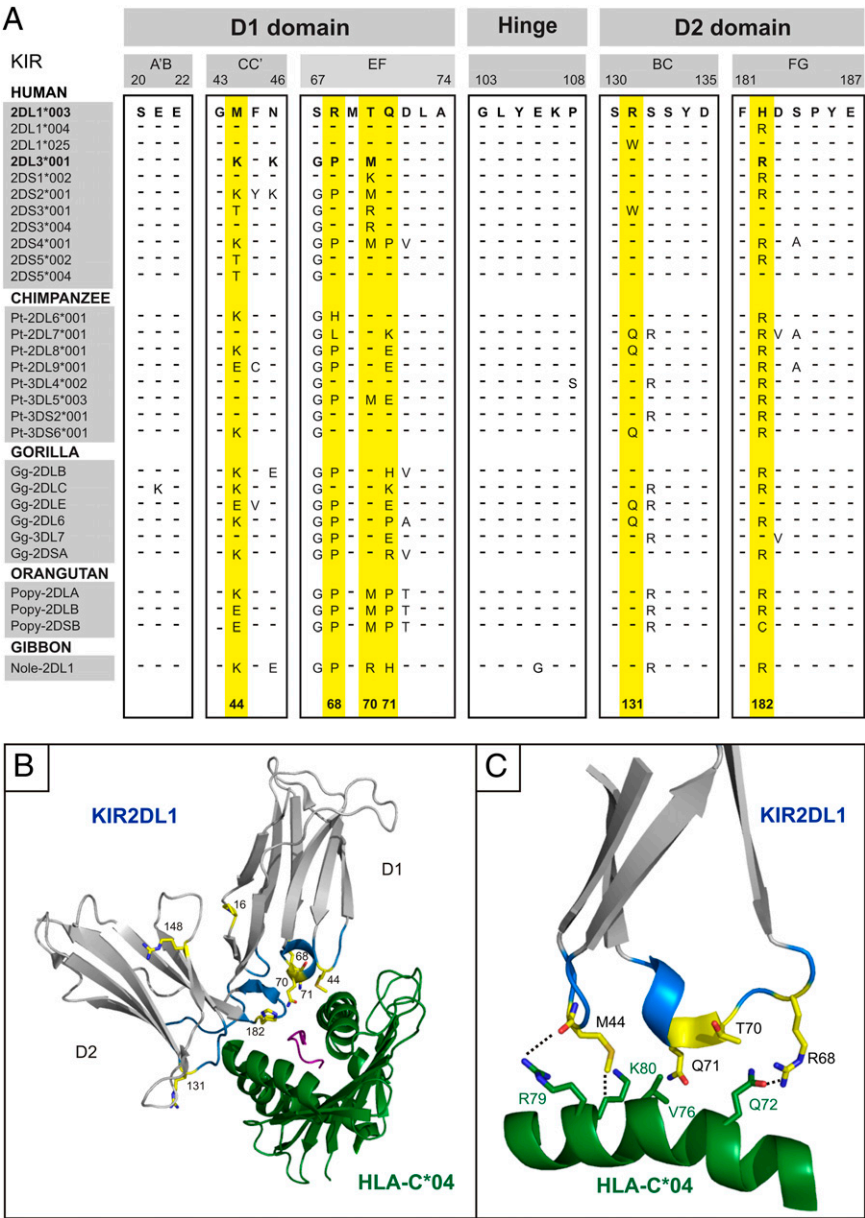 A
D1 domain Hinge D2 domain
KIR A'B CC' EF BC FG
20 22 43 46 67 74 103 108 130 135 181 187
HUMAN
2DL1*003 S E E G M F N S R M T Q D L A G L Y E K P S R S S Y D F H D S P Y E
2DL1*004 - - - - - - - - - - - - - - - - - - - - - - - - - - - - R - - - - -
2DL1*025 - - - - - - - - - - - - - - - - - - - - - - W - - - - - - - - - - -
2DL3*001 - - - - K - K G P - M - - - - - - - - - - - - - - - - - R - - - - -
2DS1*002 - - - - - - - - - - K - - - - - - - - - - - - - - - - - R - - - - -
2DS2*001 - - - - K Y K G P - M - - - - - - - - - - - - - - - - - R - - - - -
2DS3*001 - - - - T - - G - - R - - - - - - - - - - - W - - - - - - - - - - -
2DS3*004 - - - - - - - G - - R - - - - - - - - - - - - - - - - - - - - - - -
2DS4*001 - - - - K - - G P - M P V - - - - - - - - - - - - - - - R - A - - -
2DS5*002 - - - - T - - G - - - - - - - - - - - - - - - - - - - - R - - - - -
2DS5*004 - - - - T - - G - - - - - - - - - - - - - - - - - - - - - - - - - -
CHIMPANZEE
Pt-2DL6*001 - - - - K - - G H - - - - - - - - - - - - - - - - - - - R - - - - -
Pt-2DL7*001 - - - - - - - G L - - K - - - - - - - - - - Q R - - - - R V A - - -
Pt-2DL8*001 - - - - K - - G P - - E - - - - - - - - - - Q - - - - - R - - - - -
Pt-2DL9*001 - - - - E C - G P - - E - - - - - - - - - - - - - - - - R - A - - -
Pt-3DL4*002 - - - - - - - G - - - - - - - - - - - - S - - R - - - - R - - - - -
Pt-3DL5*003 - - - - - - - G P - M E - - - - - - - - - - - - - - - - R - - - - -
Pt-3DS2*001 - - - - - - - G - - - - - - - - - - - - - - - R - - - - R - - - - -
Pt-3DS6*001 - - - - K - - G - - - - - - - - - - - - - - Q - - - - - R - - - - -
GORILLA
Gg-2DLB - - - - K - E G P - - H V - - - - - - - - - - - - - - - R - - - - -
Gg-2DLC - K - - K - - G - - - K - - - - - - - - - - - R - - - - R - - - - -
Gg-2DLE - - - - E V - G P - - E - - - - - - - - - - Q R - - - - R - - - - -
Gg-2DL6 - - - - K - - G P - - P A - - - - - - - - - Q - - - - - R - - - - -
Gg-3DL7 - - - - - - - G P - - E - - - - - - - - - - - R - - - - - V - - - -
Gg-2DSA - - - - K - - G P - - R V - - - - - - - - - - - - - - - R - - - - -
ORANGUTAN
Popy-2DLA - - - - K - - G P - M P T - - - - - - - - - - R - - - - R - - - - -
Popy-2DLB - - - - E - - G P - M P T - - - - - - - - - - R - - - - R - - - - -
Popy-2DSB - - - - E - - G P - M P T - - - - - - - - - - R - - - - C - - - - -
GIBBON
Nole-2DL1 - - - - K - E G P - R H - - - - - - G - - - - R - - - - R - - - - -
44 68 70 71 131 182
B
KIR2DL1
D1
16
148
68
70
71
44
182
D2
131
HLA-C*04
C
KIR2DL1
M44
T70
Q71
R68
K80
R79
V76
Q72
HLA-C*04